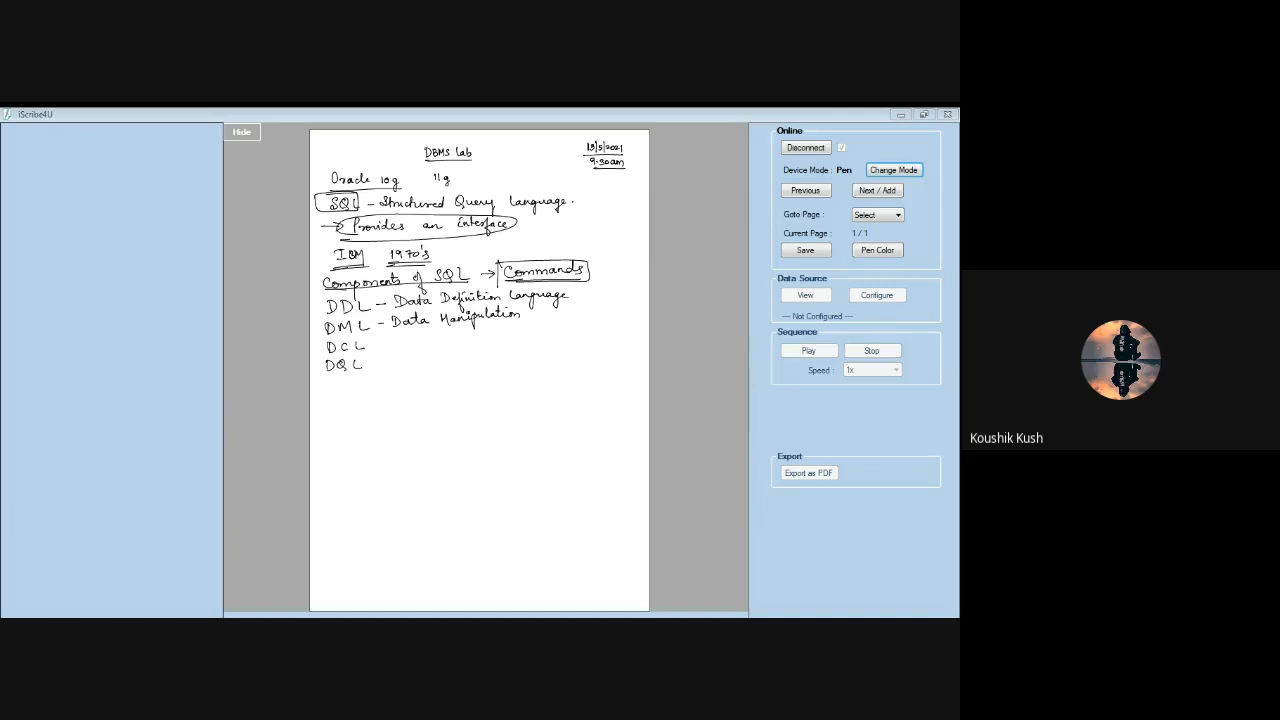 iScribe4U
Hide
DBMS Lab
18/5/2021
9.30am
Oracle 10g 11g
SQL - Structured Query Language.
→ Provides an Interface
IBM 1970's
Components of SQL → Commands
DDL - Data Definition Language
DML - Data Manipulation
DCL
DQL
Online
Disconnect
Device Mode : Pen Change Mode
Previous Next / Add
Goto Page : Select
Current Page : 1 / 1
Save Pen Color
Data Source
View Configure
--- Not Configured ---
Sequence
Play Stop
Speed : 1x
Export
Export as PDF
Koushik Kush